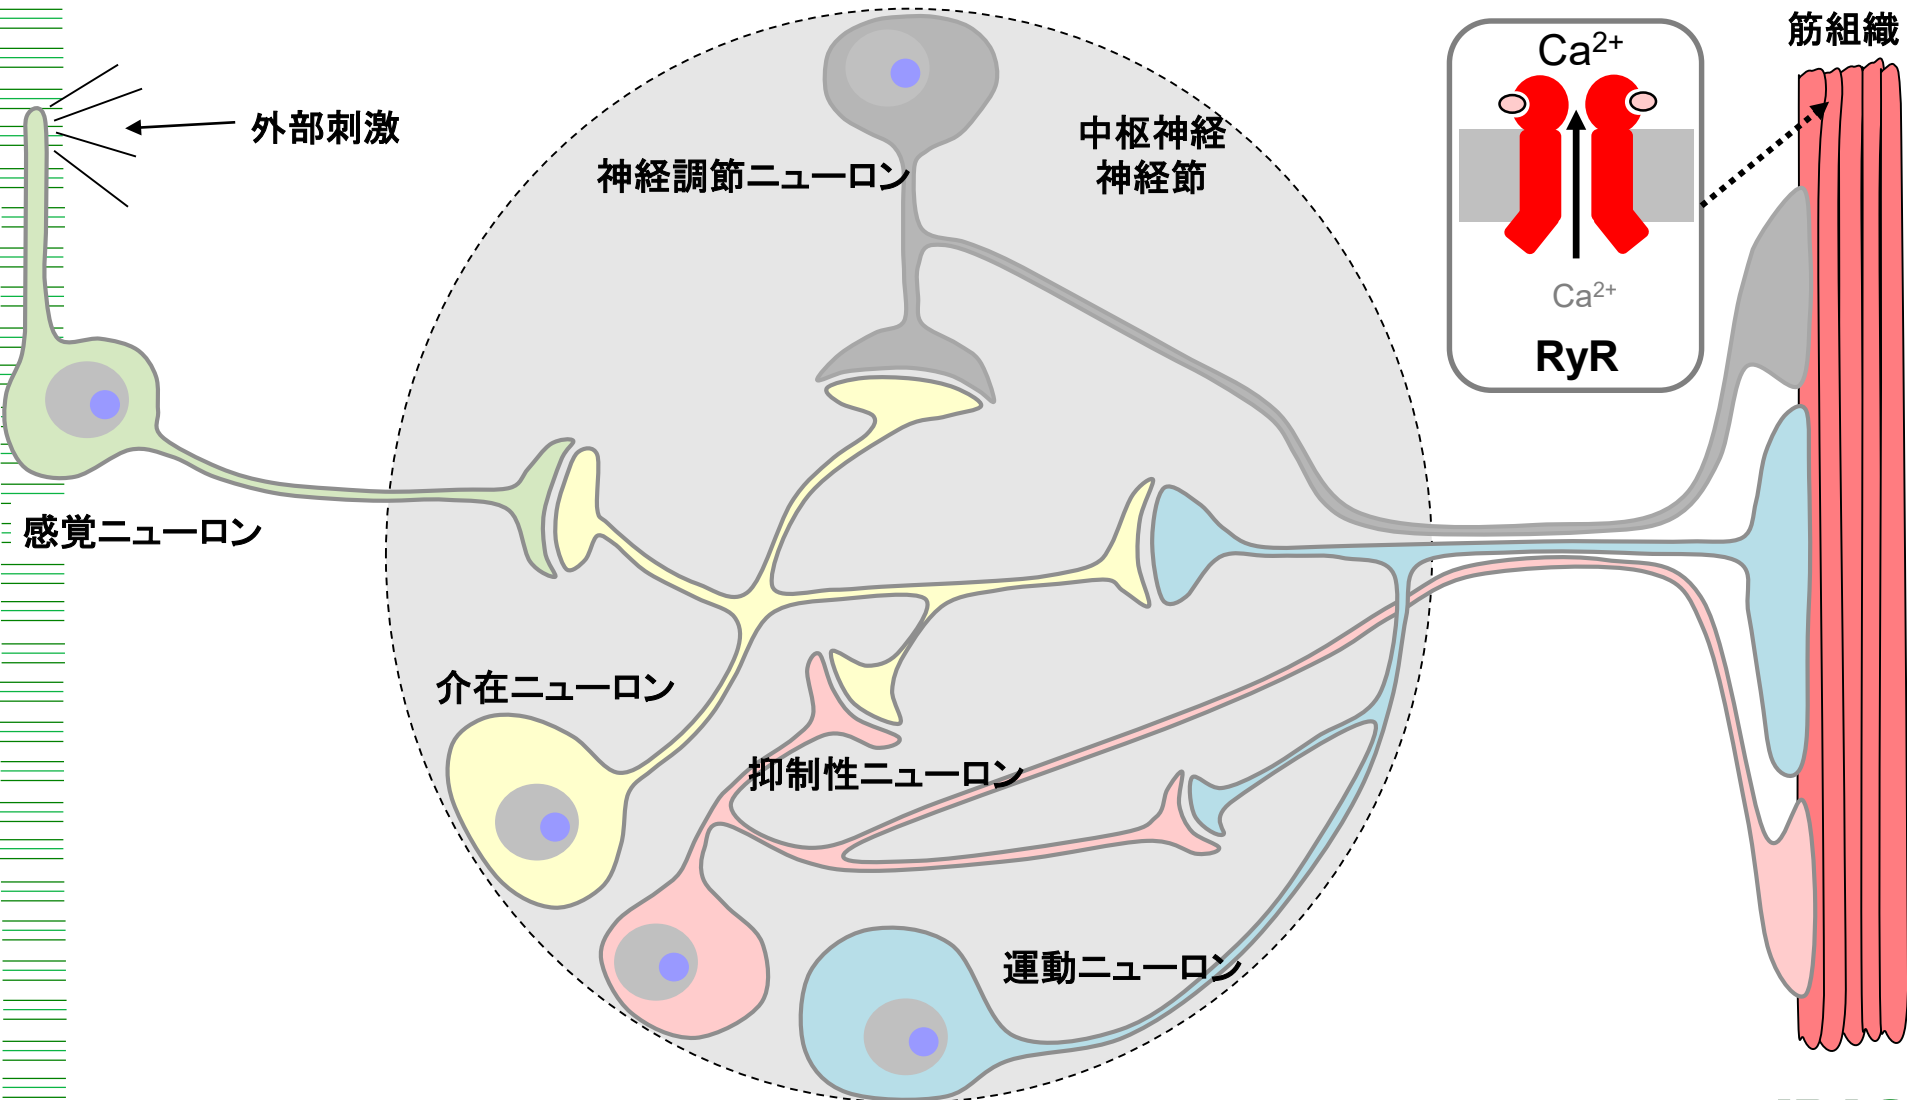 筋組織
Ca2+
外部刺激
中枢神経
神経節
神経調節ニューロン
Ca2+
RyR
感覚ニューロン
介在ニューロン
抑制性ニューロン
運動ニューロン